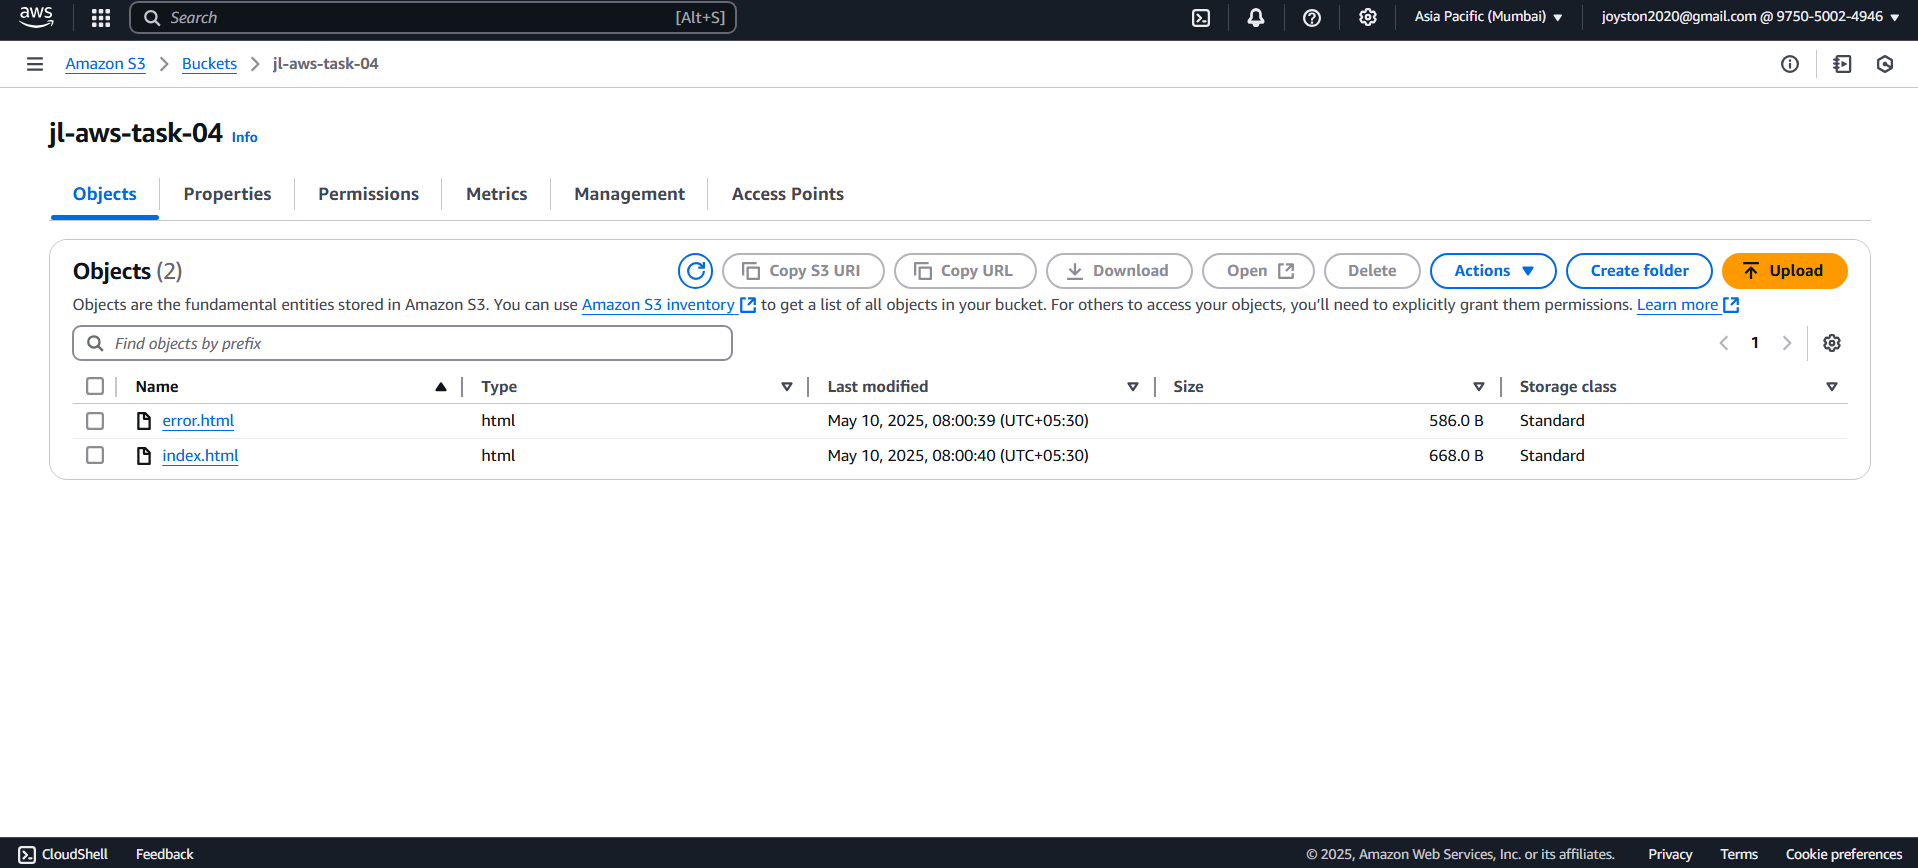 aws
Search [Alt+S] Asia Pacific (Mumbai) joyston2020@gmail.com @ 9750-5002-4946
Amazon S3 Buckets jl-aws-task-04
jl-aws-task-04 Info
Objects Properties Permissions Metrics Management Access Points
Objects (2) Copy S3 URI Copy URL Download Open Delete Actions Create folder Upload
Objects are the fundamental entities stored in Amazon S3. You can use Amazon S3 inventory to get a list of all objects in your bucket. For others to access your objects, you’ll need to explicitly grant them permissions. Learn more
Find objects by prefix 1
Name Type Last modified Size Storage class
error.html html May 10, 2025, 08:00:39 (UTC+05:30) 586.0 B Standard
index.html html May 10, 2025, 08:00:40 (UTC+05:30) 668.0 B Standard
CloudShell Feedback © 2025, Amazon Web Services, Inc. or its affiliates. Privacy Terms Cookie preferences